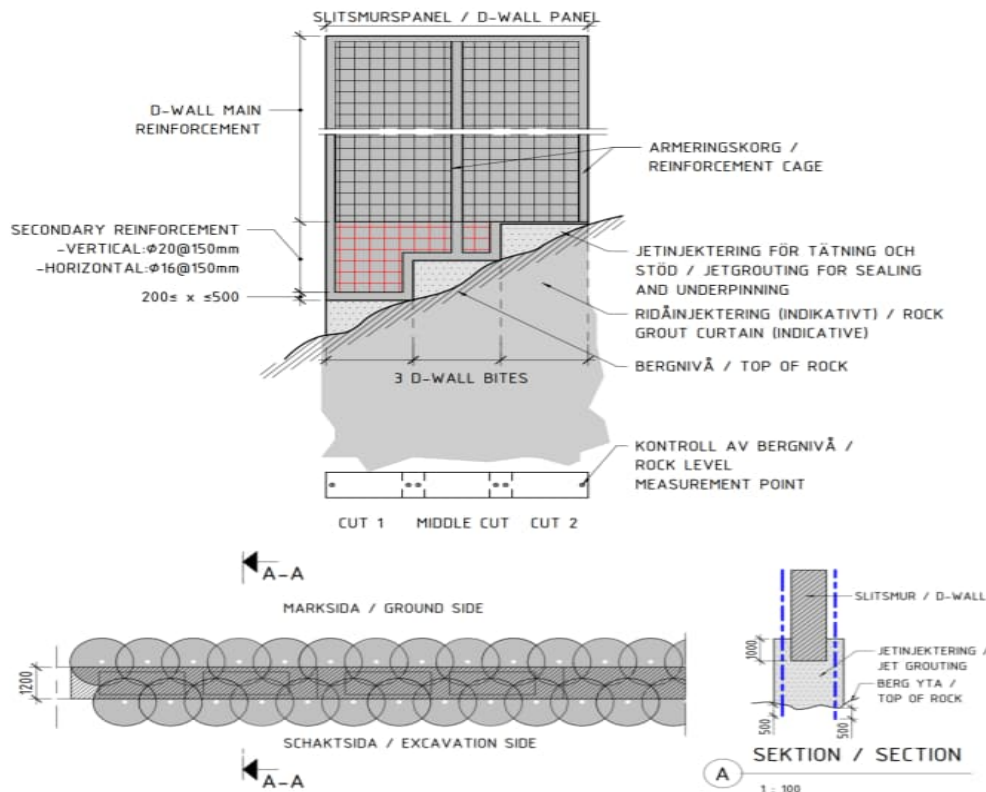 SLITSMURSPANEL / D-WALL PANEL
D-WALL MAIN
REINFORCEMENT
ARMERINGSKORG /
REINFORCEMENT CAGE
SECONDARY REINFORCEMENT
-VERTICAL:Φ20@150mm
-HORIZONTAL:Φ16@150mm
200≤ x ≤500
JETINJEKTERING FÖR TÄTNING OCH
STÖD / JETGROUTING FOR SEALING
AND UNDERPINNING
RIDÅINJEKTERING (INDIKATIVT) / ROCK
GROUT CURTAIN (INDICATIVE)
BERGNIVÅ / TOP OF ROCK
3 D-WALL BITES
KONTROLL AV BERGNIVÅ /
ROCK LEVEL
MEASUREMENT POINT
CUT 1 MIDDLE CUT CUT 2
A-A
MARKSIDA / GROUND SIDE
1200
SCHAKTSIDA / EXCAVATION SIDE
A-A
SLITSMUR / D-WALL
1000
JETINJEKTERING /
JET GROUTING
BERG YTA /
TOP OF ROCK
500
500
A
SEKTION / SECTION
1 : 100